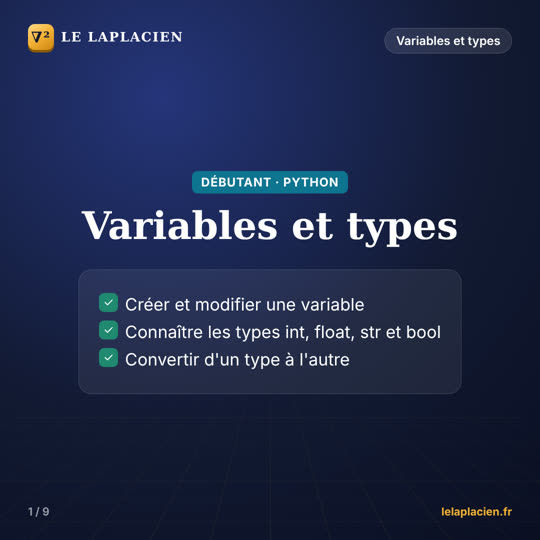 ∇² LE LAPLACIEN
Variables et types
DÉBUTANT · PYTHON
Variables et types
Créer et modifier une variable
Connaître les types int, float, str et bool
Convertir d'un type à l'autre
1 / 9
lelaplacien.fr